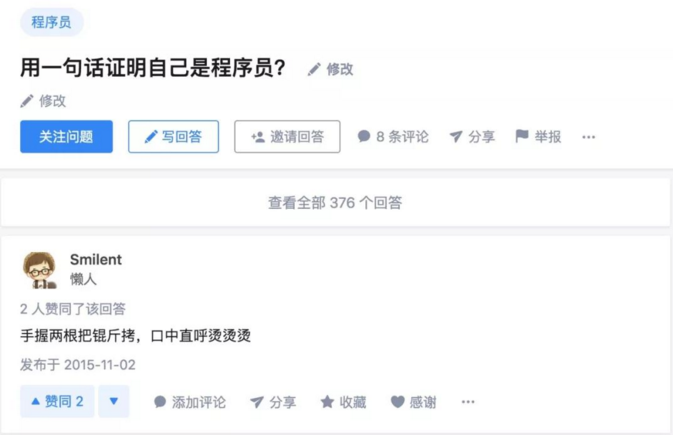 程序员
用一句话证明自己是程序员？ 修改
修改
关注问题 写回答 邀请回答 8 条评论 分享 举报 ···
查看全部 376 个回答
Smilent
懒人
2 人赞同了该回答
手握两根把锟斤拷，口中直呼烫烫烫
发布于 2015-11-02
赞同 2 添加评论 分享 收藏 感谢 ···